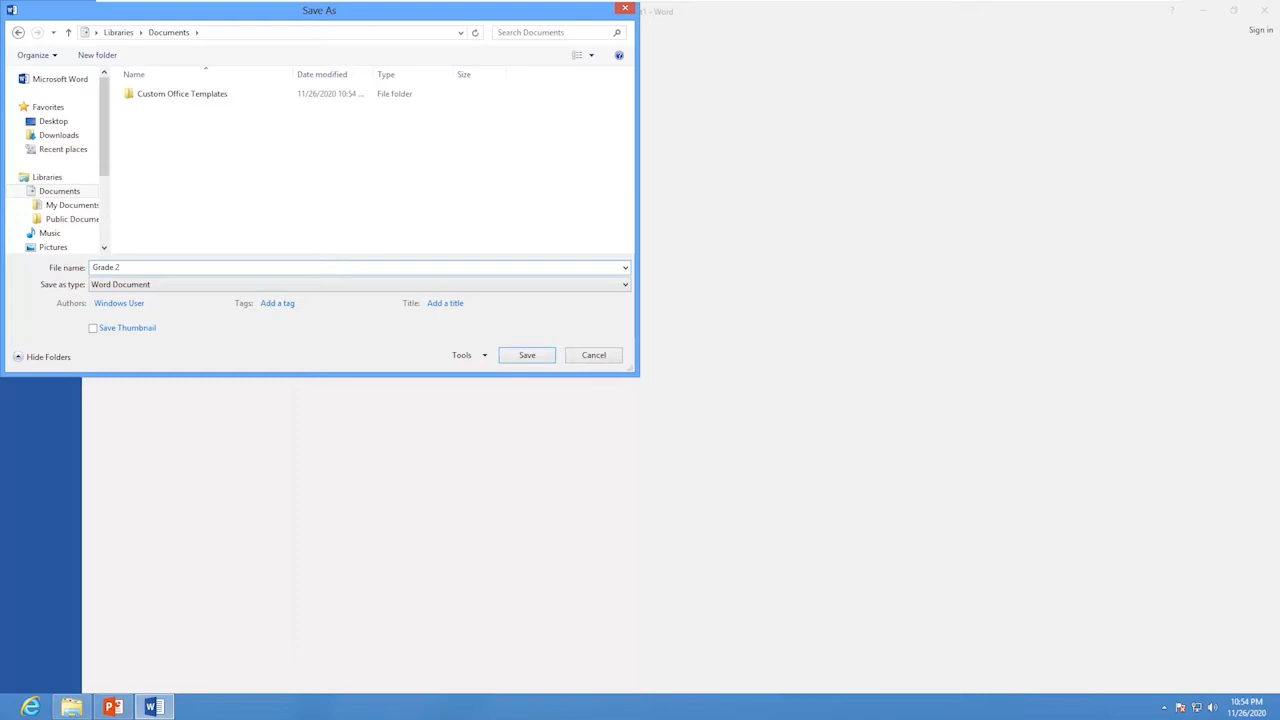 Save As
1 - Word
Libraries Documents
Search Documents
Sign in
Organize New folder
Microsoft Word
Favorites
Desktop
Downloads
Recent places
Libraries
Documents
My Documents
Public Docume
Music
Pictures
Name Date modified Type Size
Custom Office Templates 11/26/2020 10:54 ... File folder
File name: Grade 2
Save as type: Word Document
Authors: Windows User Tags: Add a tag Title: Add a title
Save Thumbnail
Hide Folders Tools Save Cancel
10:54 PM
11/26/2020